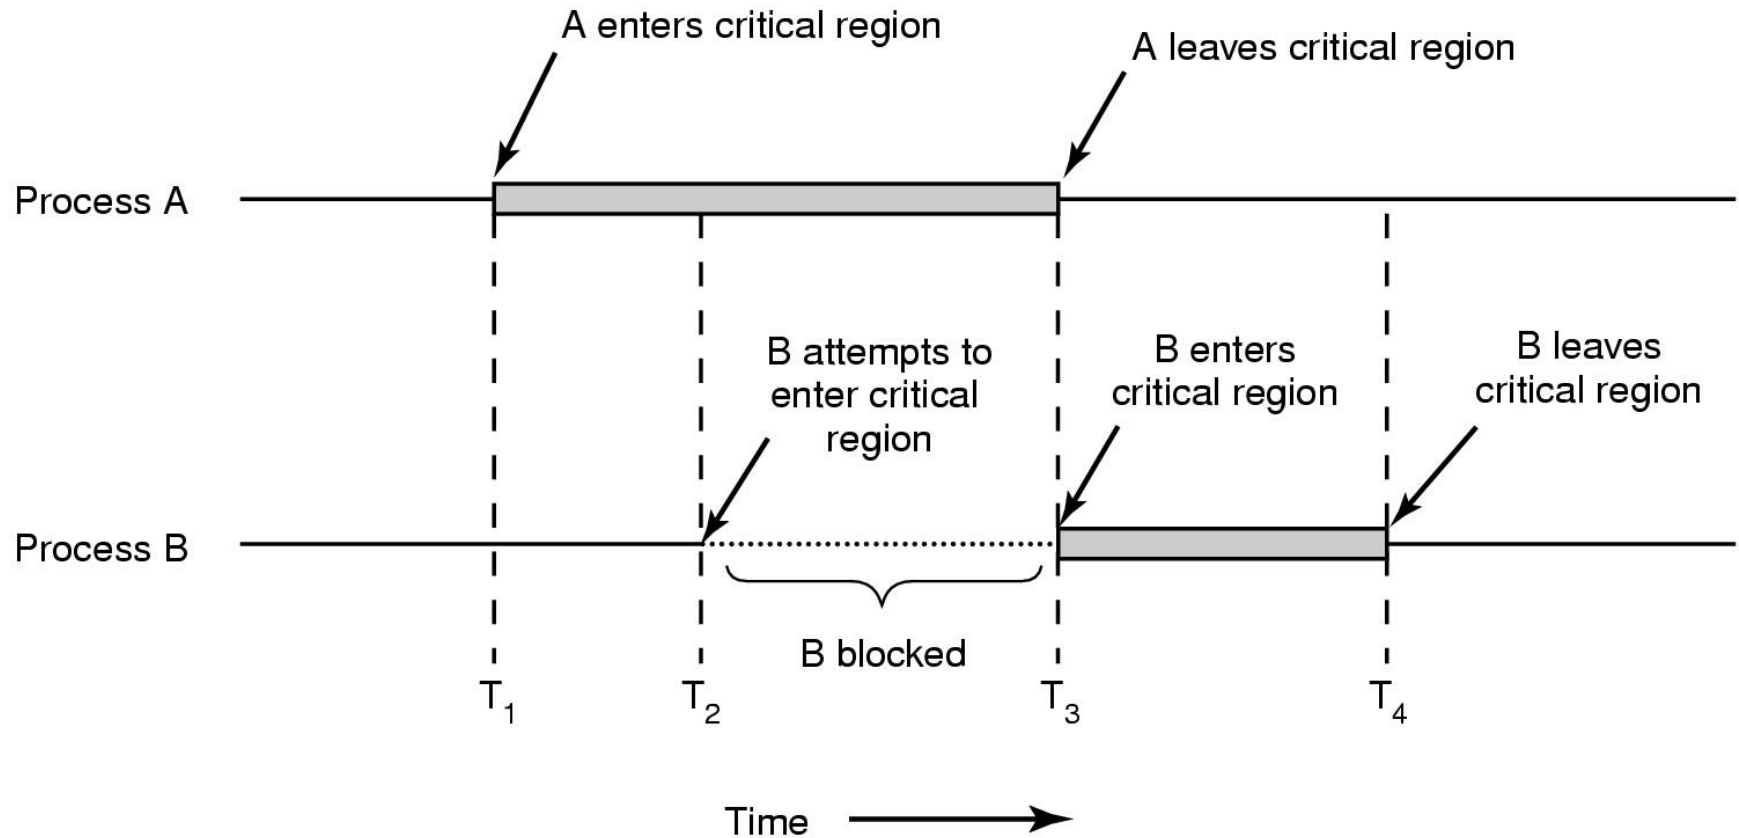 A enters critical region
A leaves critical region
Process A
B attempts to
enter critical
region
B enters
critical region
B leaves
critical region
Process B
B blocked
T₁
T₂
T₃
T₄
Time